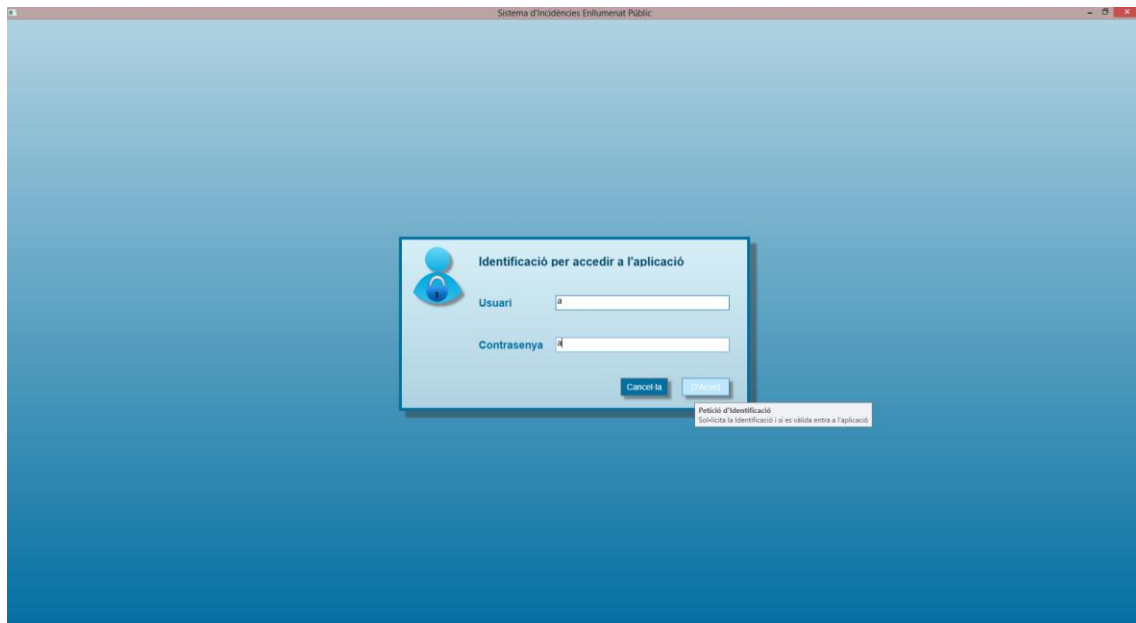 Sistema d'Incidències Enllumenat Públic
Identificació per accedir a l'aplicació
Usuari a
Contrasenya a
Cancel·la D'Acord
Petició d'Identificació
Sol·licita la Identificació i si es vàlida entra a l'aplicació